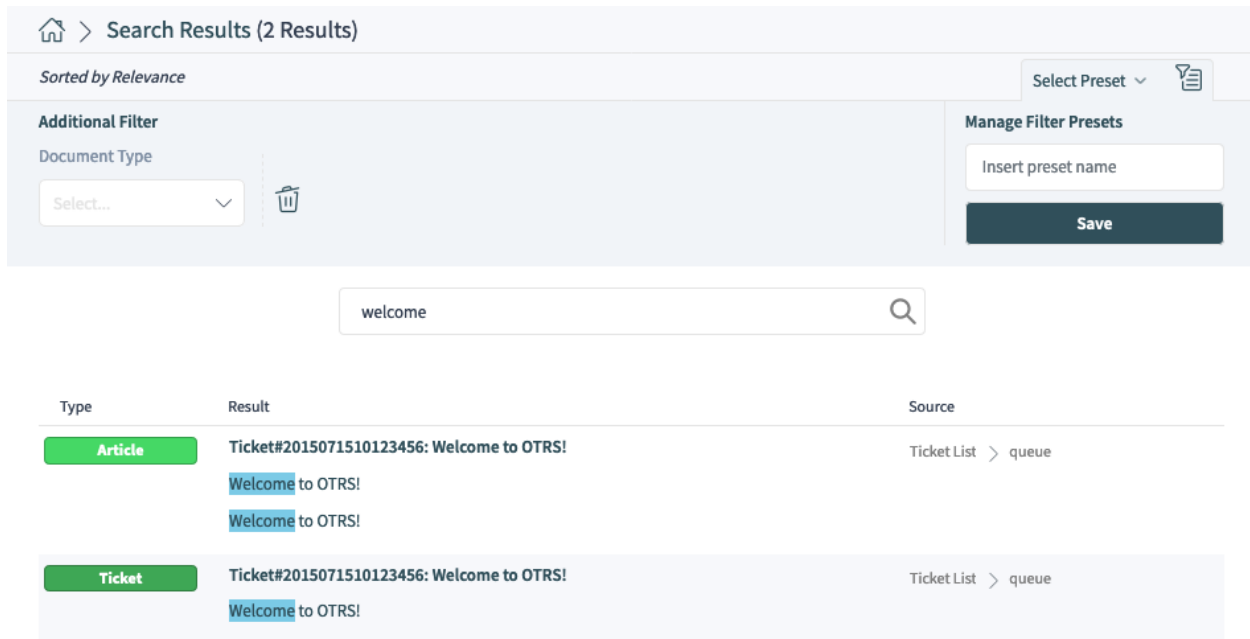 Search Results (2 Results)
Sorted by Relevance
Select Preset
Additional Filter
Manage Filter Presets
Document Type
Insert preset name
Select...
Save
welcome
Type Result Source
Article Ticket#2015071510123456: Welcome to OTRS! Ticket List > queue
Welcome to OTRS!
Welcome to OTRS!
Ticket Ticket#2015071510123456: Welcome to OTRS! Ticket List > queue
Welcome to OTRS!